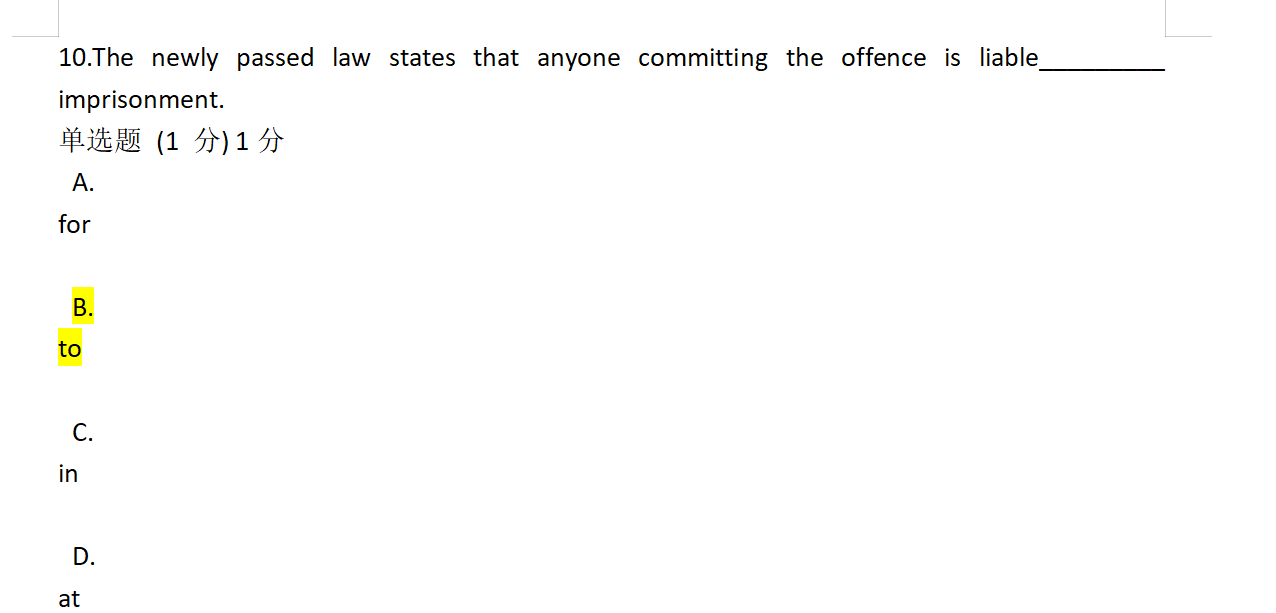 10.The newly passed law states that anyone committing the offence is liable_________
imprisonment.
单选题 (1 分) 1 分
A.
for
B.
to
C.
in
D.
at